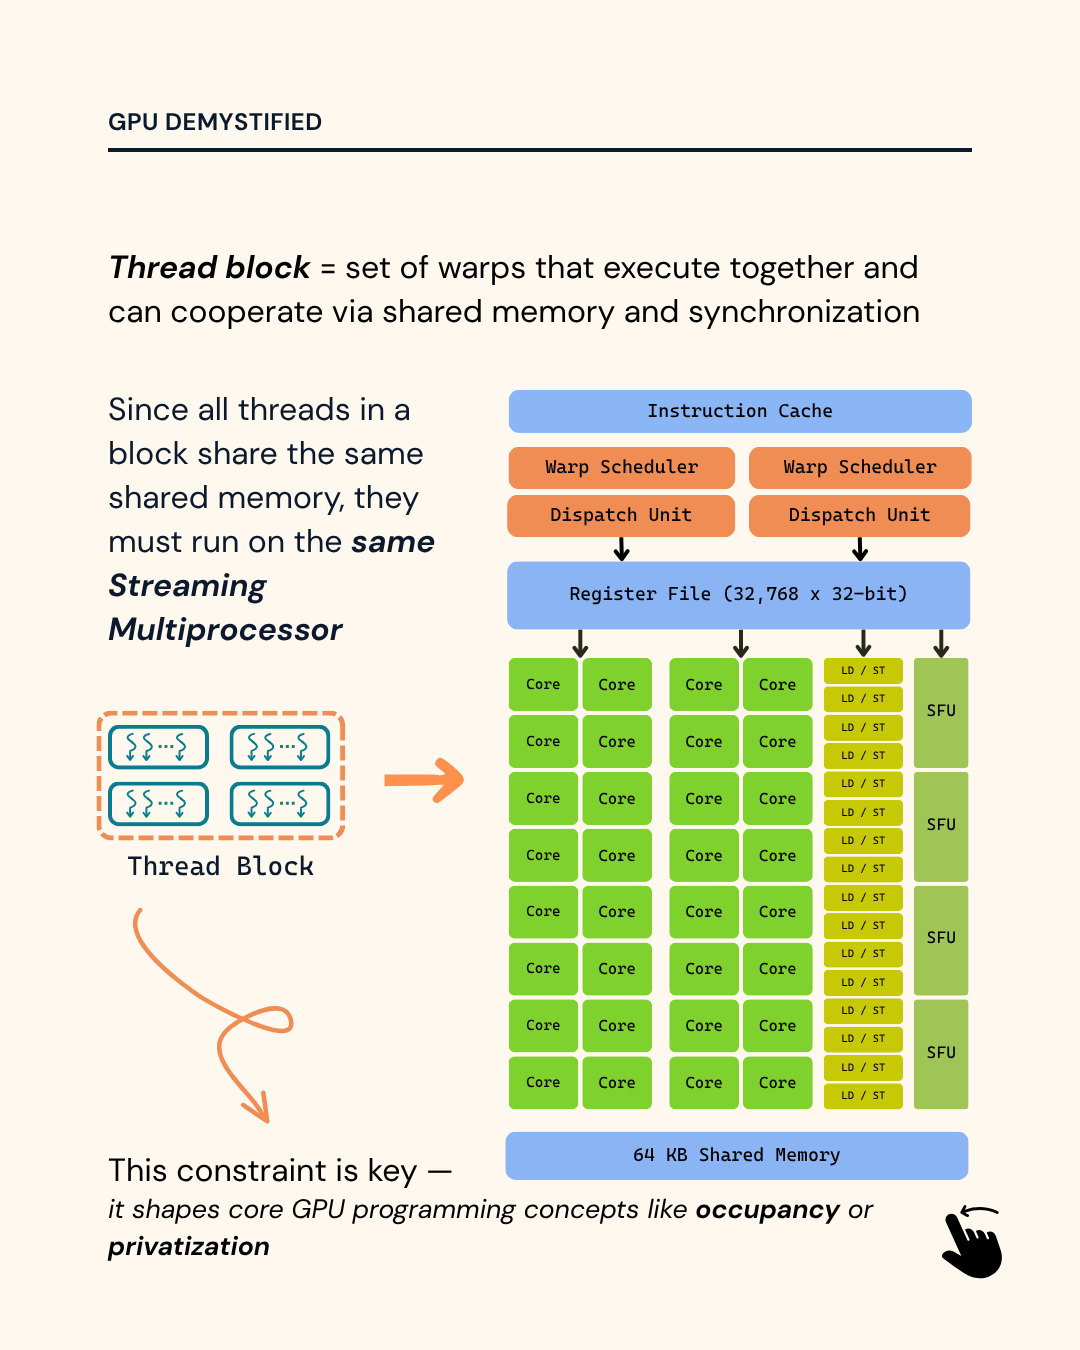 GPU DEMYSTIFIED
Thread block = set of warps that execute together and
can cooperate via shared memory and synchronization
Since all threads in a
block share the same
shared memory, they
must run on the same
Streaming
Multiprocessor
Thread Block
Instruction Cache
Warp Scheduler Warp Scheduler
Dispatch Unit Dispatch Unit
Register File (32,768 x 32-bit)
Core Core Core Core LD / ST
LD / ST
SFU
Core Core Core Core LD / ST
LD / ST
Core Core Core Core LD / ST
LD / ST
SFU
Core Core Core Core LD / ST
LD / ST
Core Core Core Core LD / ST
LD / ST
SFU
Core Core Core Core LD / ST
LD / ST
Core Core Core Core LD / ST
LD / ST
SFU
Core Core Core Core LD / ST
LD / ST
64 KB Shared Memory
This constraint is key —
it shapes core GPU programming concepts like occupancy or
privatization